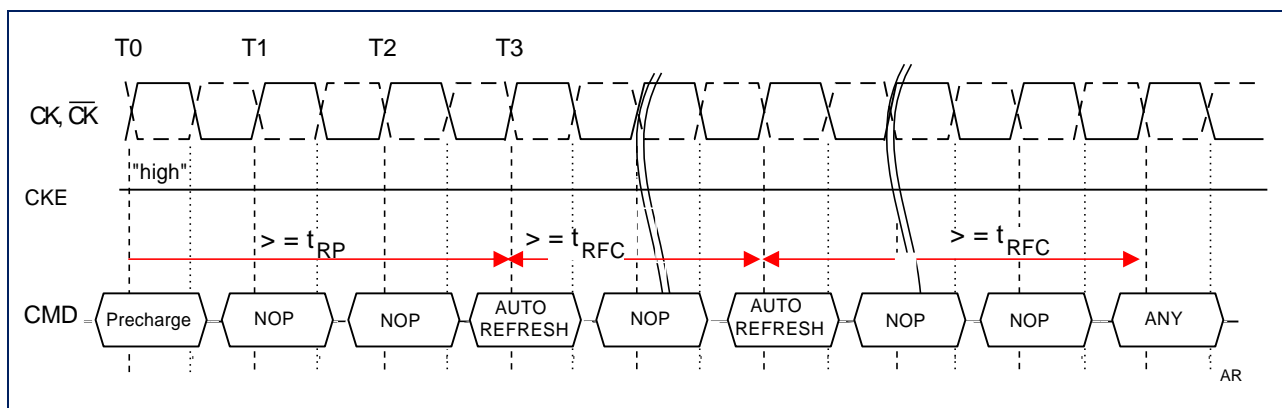 T0 T1 T2 T3
CK, CK
"high"
CKE
> = tRP > = tRFC > = tRFC
CMD Precharge NOP NOP AUTO REFRESH NOP AUTO REFRESH NOP NOP ANY
AR